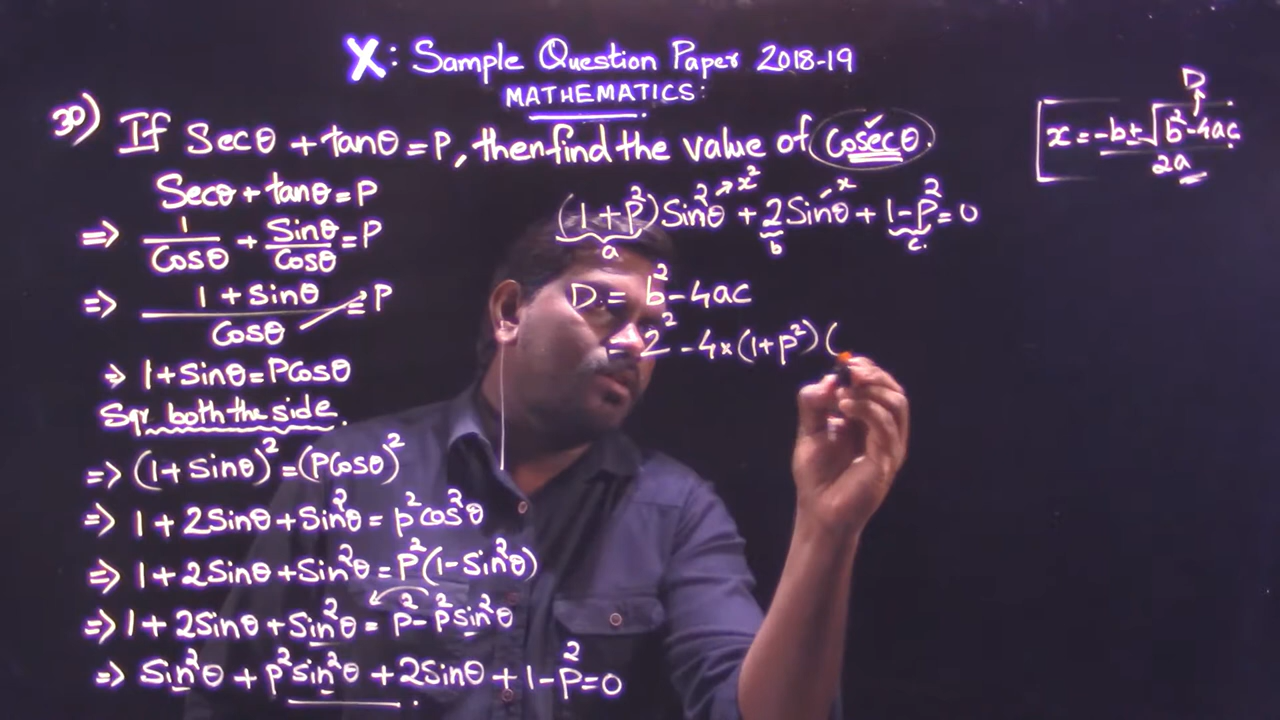 X: Sample Question Paper 2018-19
MATHEMATICS:
30) If Secθ + tanθ = P, then find the value of Cosecθ.
Secθ + tanθ = P
⇒ 1/Cosθ + Sinθ/Cosθ = P
⇒ (1 + Sinθ)/Cosθ = P
⇒ 1 + Sinθ = PCosθ
Sqr both the side.
⇒ (1 + Sinθ)² = (PCosθ)²
⇒ 1 + 2Sinθ + Sin²θ = P²Cos²θ
⇒ 1 + 2Sinθ + Sin²θ = P²(1 - Sin²θ)
⇒ 1 + 2Sinθ + Sin²θ = P² - P²Sin²θ
⇒ Sin²θ + P²Sin²θ + 2Sinθ + 1 - P² = 0
x² x
(1 + P²)Sin²θ + 2Sinθ + 1 - P² = 0
a b c.
D = b² - 4ac
= 2² - 4 × (1 + P²) (
D
x = -b ± √b² - 4ac / 2a